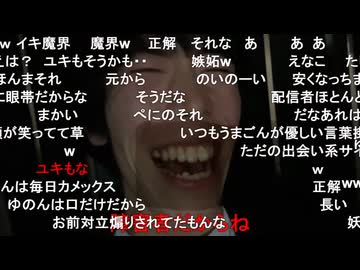 w イキ魔界 魔界w 正解 それな あ あ あ
えは？ ユキもそうかも･･ 嫉妬w えなこ た
ほんまそれ 元から のいの一い 安くなっちま
に眼帯だからな そうだな 配信者ほとんど
まかい ぺにのそれ だなあれは
頭が笑ってて草 いつもうまごんが優しい言葉接
w ただの出会い系サイ
ユキもな w ww
んは毎日カメックス 正解 w
ゆのんは口だけだから 長い
お前対立煽りされてたもんな 妖
らね